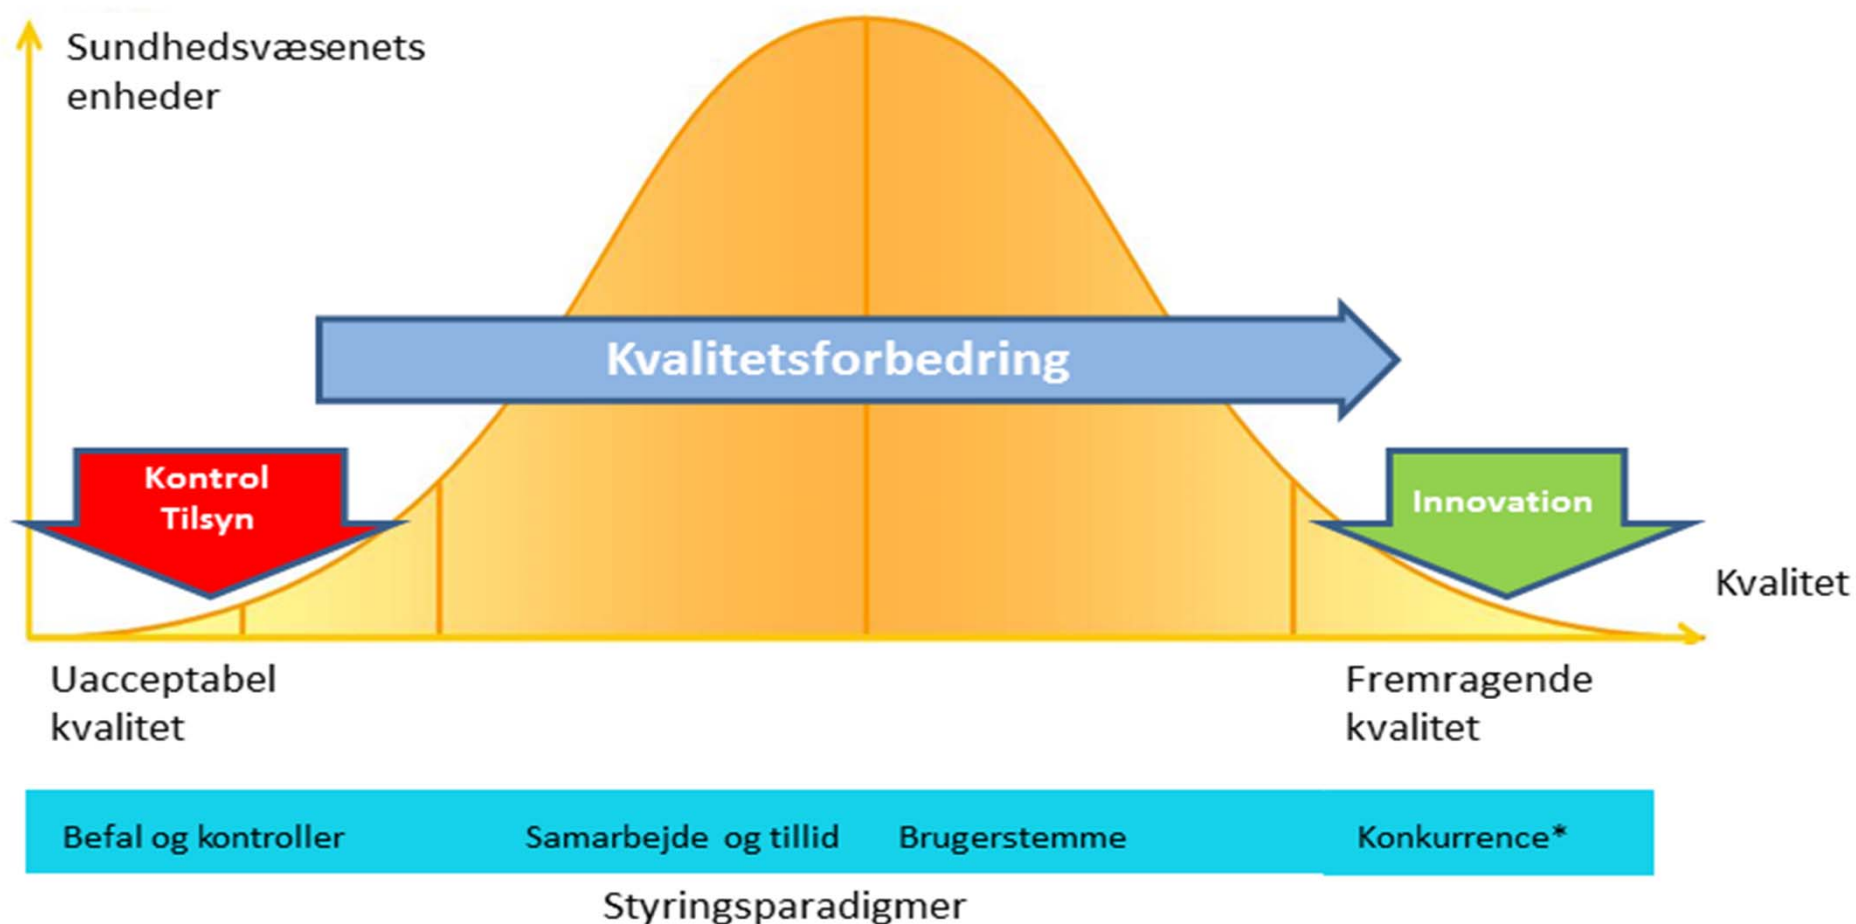 Sundhedsvæsenets
enheder
Kvalitetsforbedring
Kontrol
Tilsyn
Innovation
Kvalitet
Uacceptabel
kvalitet
Fremragende
kvalitet
Befal og kontroller Samarbejde og tillid Brugerstemme Konkurrence*
Styringsparadigmer